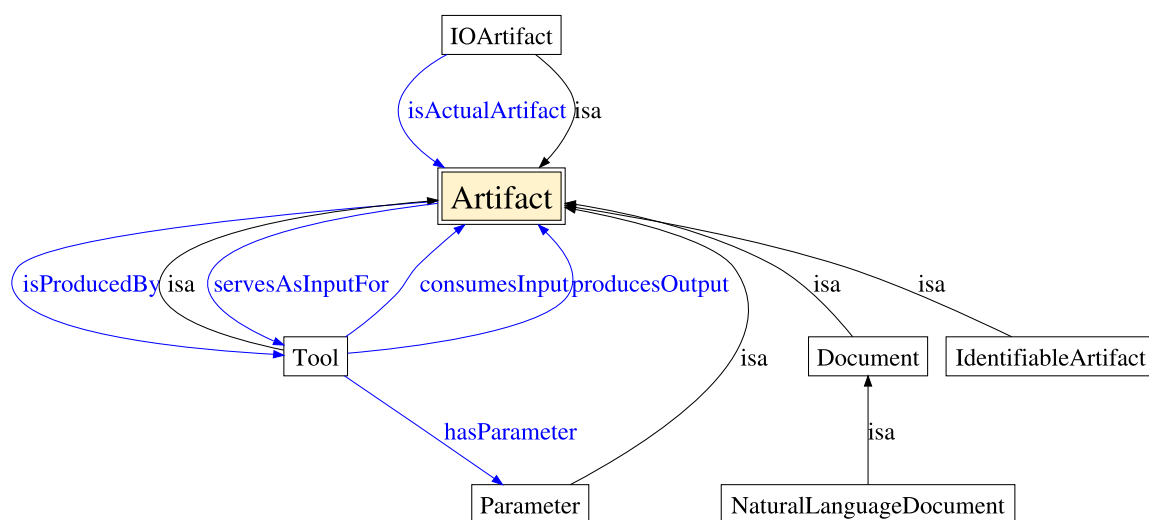 IOArtifact
isActualArtifact
isa
Artifact
isProducedBy
isa
servesAsInputFor
consumesInput
producesOutput
isa
isa
Tool
isa
Document
IdentifiableArtifact
hasParameter
isa
Parameter
NaturalLanguageDocument